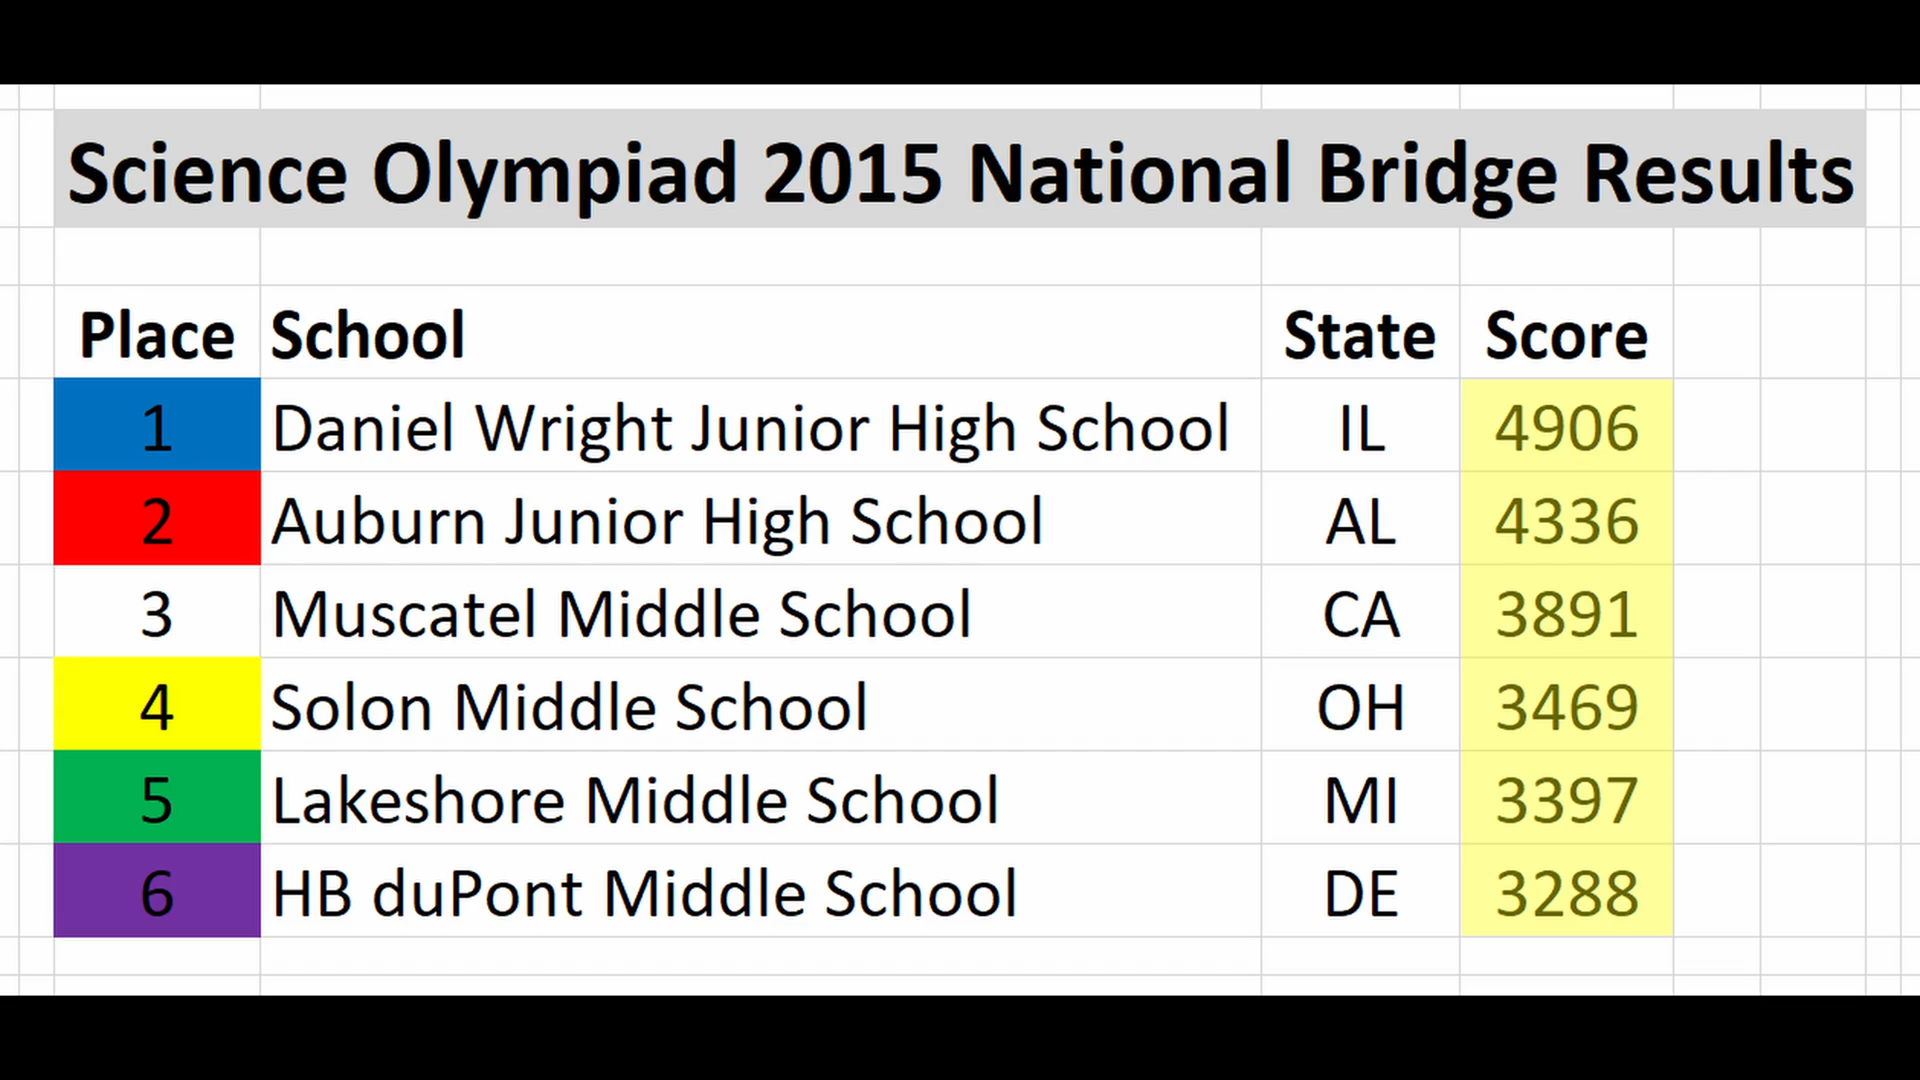 Science Olympiad 2015 National Bridge Results
Place School State Score
1 Daniel Wright Junior High School IL 4906
2 Auburn Junior High School AL 4336
3 Muscatel Middle School CA 3891
4 Solon Middle School OH 3469
5 Lakeshore Middle School MI 3397
6 HB duPont Middle School DE 3288